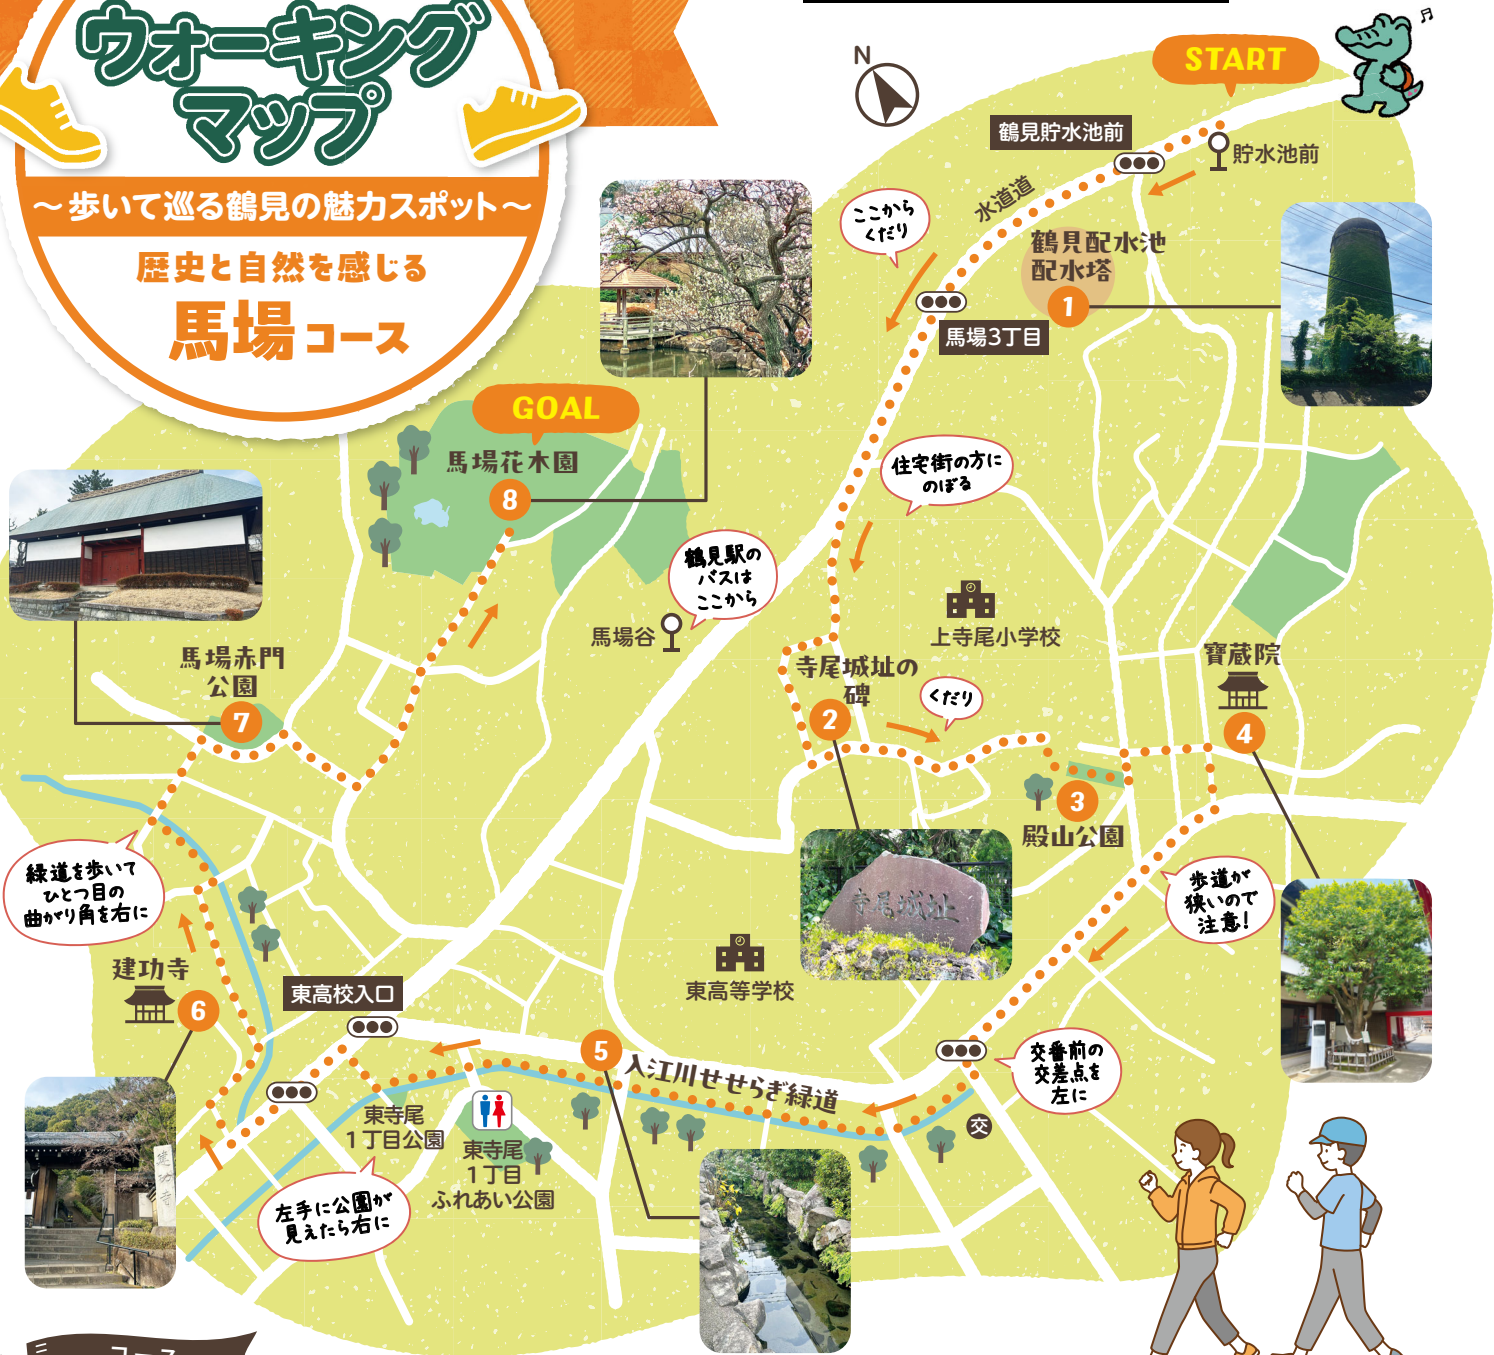 ウォーキング
マップ
～歩いて巡る鶴見の魅力スポット～
歴史と自然を感じる
馬場コース
START
N
鶴見貯水池前
貯水池前
水道道
ここから
くだり
鶴見配水池
配水塔
1
馬場3丁目
GOAL
馬場花木園
8
住宅街の方に
のぼる
鶴見駅の
バスは
ここから
馬場谷
上寺尾小学校
馬場赤門
公園
7
寺尾城址の
碑
2
くだり
寶蔵院
4
3
殿山公園
寺尾城址
緑道を歩いて
ひとつ目の
曲がり角を右に
歩道が
狭いので
注意!
建功寺
6
東高校入口
東高等学校
5
入江川せせらぎ緑道
交番前の
交差点を
左に
交
東寺尾
1丁目公園
東寺尾
1丁目
ふれあい公園
左手に公園が
見えたら右に
建功寺
コース